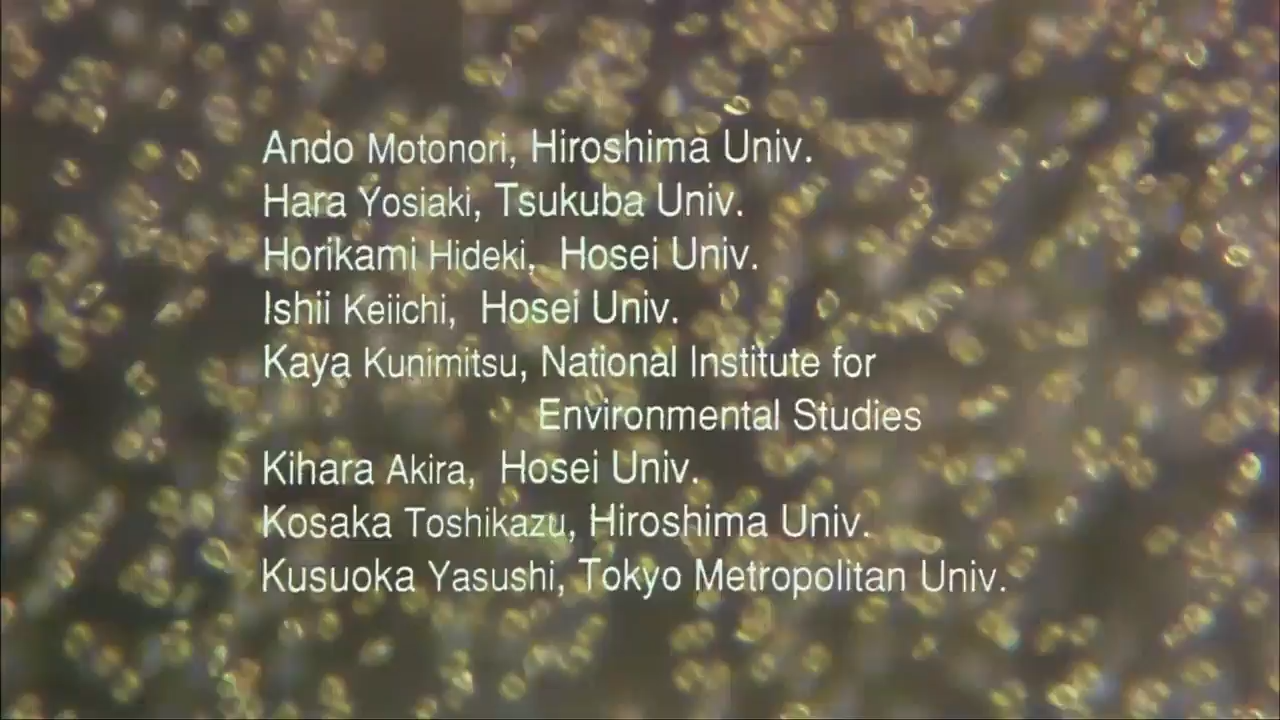 Ando Motonori, Hiroshima Univ.
Hara Yosiaki, Tsukuba Univ.
Horikami Hideki, Hosei Univ.
Ishii Keiichi, Hosei Univ.
Kaya Kunimitsu, National Institute for
Environmental Studies
Kihara Akira, Hosei Univ.
Kosaka Toshikazu, Hiroshima Univ.
Kusuoka Yasushi, Tokyo Metropolitan Univ.